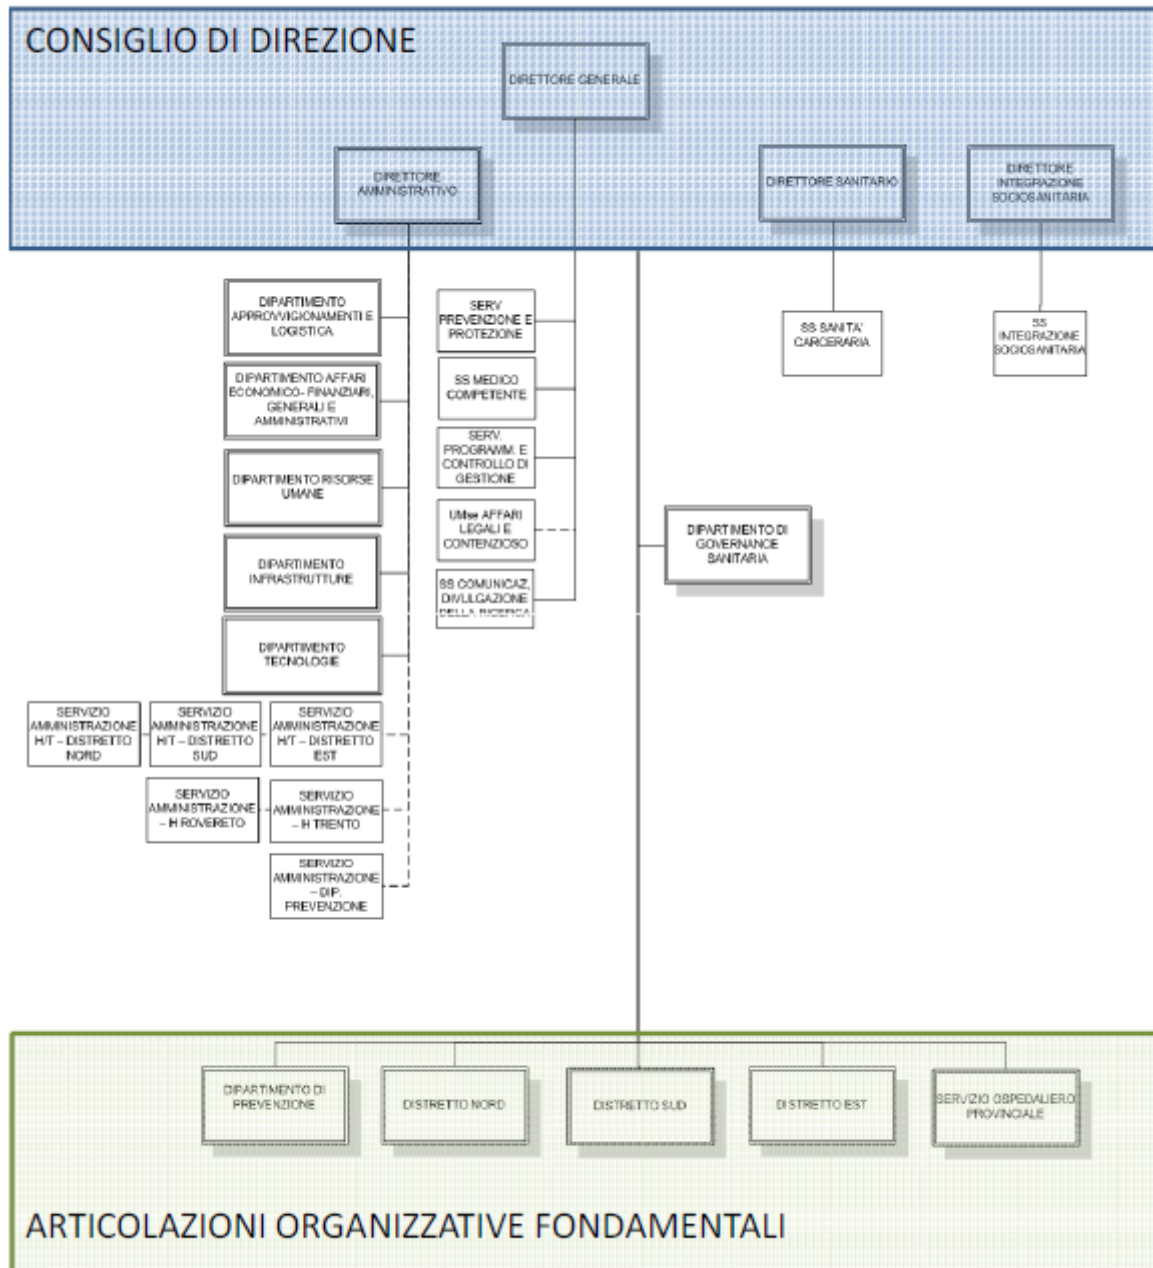 CONSIGLIO DI DIREZIONE
DIRETTORE GENERALE
DIRETTORE
AMMINISTRATIVO
DIRETTORE SANITARIO
DIRETTORE
INTEGRAZIONE
SOCIOSANITARIA
DIPARTIMENTO
APPROVVIGIONAMENTI E
LOGISTICA
DIPARTIMENTO AFFARI
ECONOMICO- FINANZIARI,
GENERALI E
AMMINISTRATIVI
DIPARTIMENTO RISORSE
UMANE
DIPARTIMENTO
INFRASTRUTTURE
DIPARTIMENTO
TECNOLOGIE
SERV
PREVENZIONE E
PROTEZIONE
SS MEDICO
COMPETENTE
SERV.
PROGRAMM. E
CONTROLLO DI
GESTIONE
UMse AFFARI
LEGALI E
CONTENZIOSO
SS COMUNICAZ,
DIVULGAZIONE
DELLA RICERCA
SS SANITA'
CARCERARIA
SS
INTEGRAZIONE
SOCIOSANITARIA
DIPARTIMENTO DI
GOVERNANCE
SANITARIA
SERVIZIO
AMMINISTRAZIONE
H/T – DISTRETTO
NORD
SERVIZIO
AMMINISTRAZIONE
H/T – DISTRETTO
SUD
SERVIZIO
AMMINISTRAZIONE
H/T – DISTRETTO
EST
SERVIZIO
AMMINISTRAZIONE
– H ROVERETO
SERVIZIO
AMMINISTRAZIONE
– H TRENTO
SERVIZIO
AMMINISTRAZIONE
– DIP.
PREVENZIONE
DIPARTIMENTO DI
PREVENZIONE
DISTRETTO NORD
DISTRETTO SUD
DISTRETTO EST
SERVIZIO OSPEDALIERO
PROVINCIALE
ARTICOLAZIONI ORGANIZZATIVE FONDAMENTALI